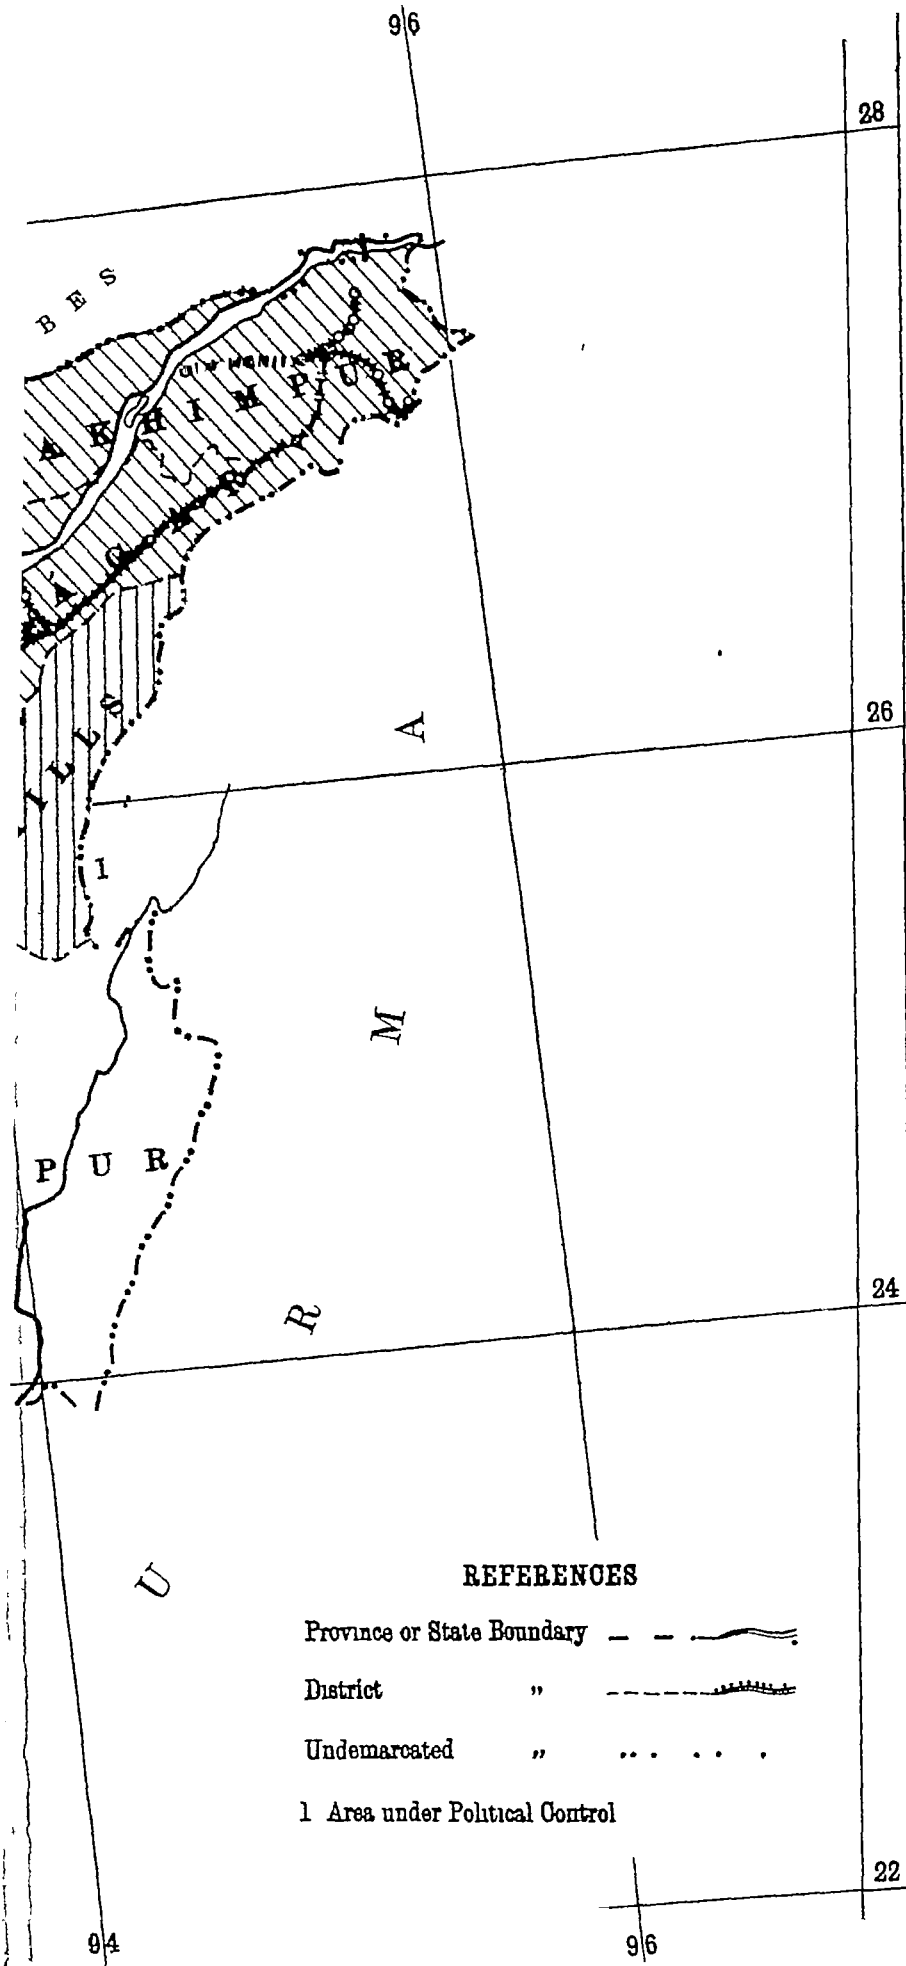 96
28
BES
AKHIMPUR
ILLS
26
A
1
M
PUR
24
R
U
REFERENCES
Province or State Boundary
District "
Undemarcated "
1 Area under Political Control
22
94
96